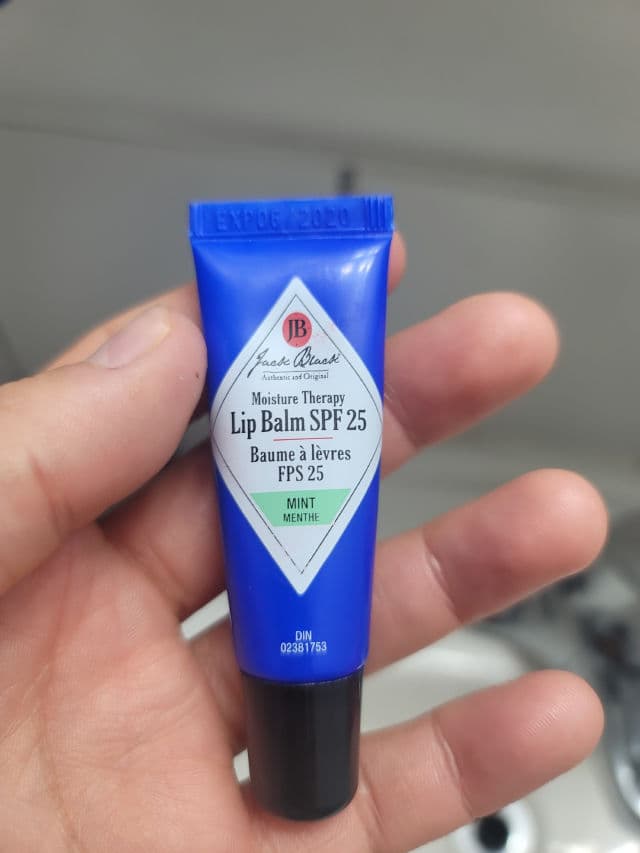 EXP06/2020
JB
Jack Black
Authentic and Original
Moisture Therapy
Lip Balm SPF 25
Baume à lèvres
FPS 25
MINT
MENTHE
DIN
02381753